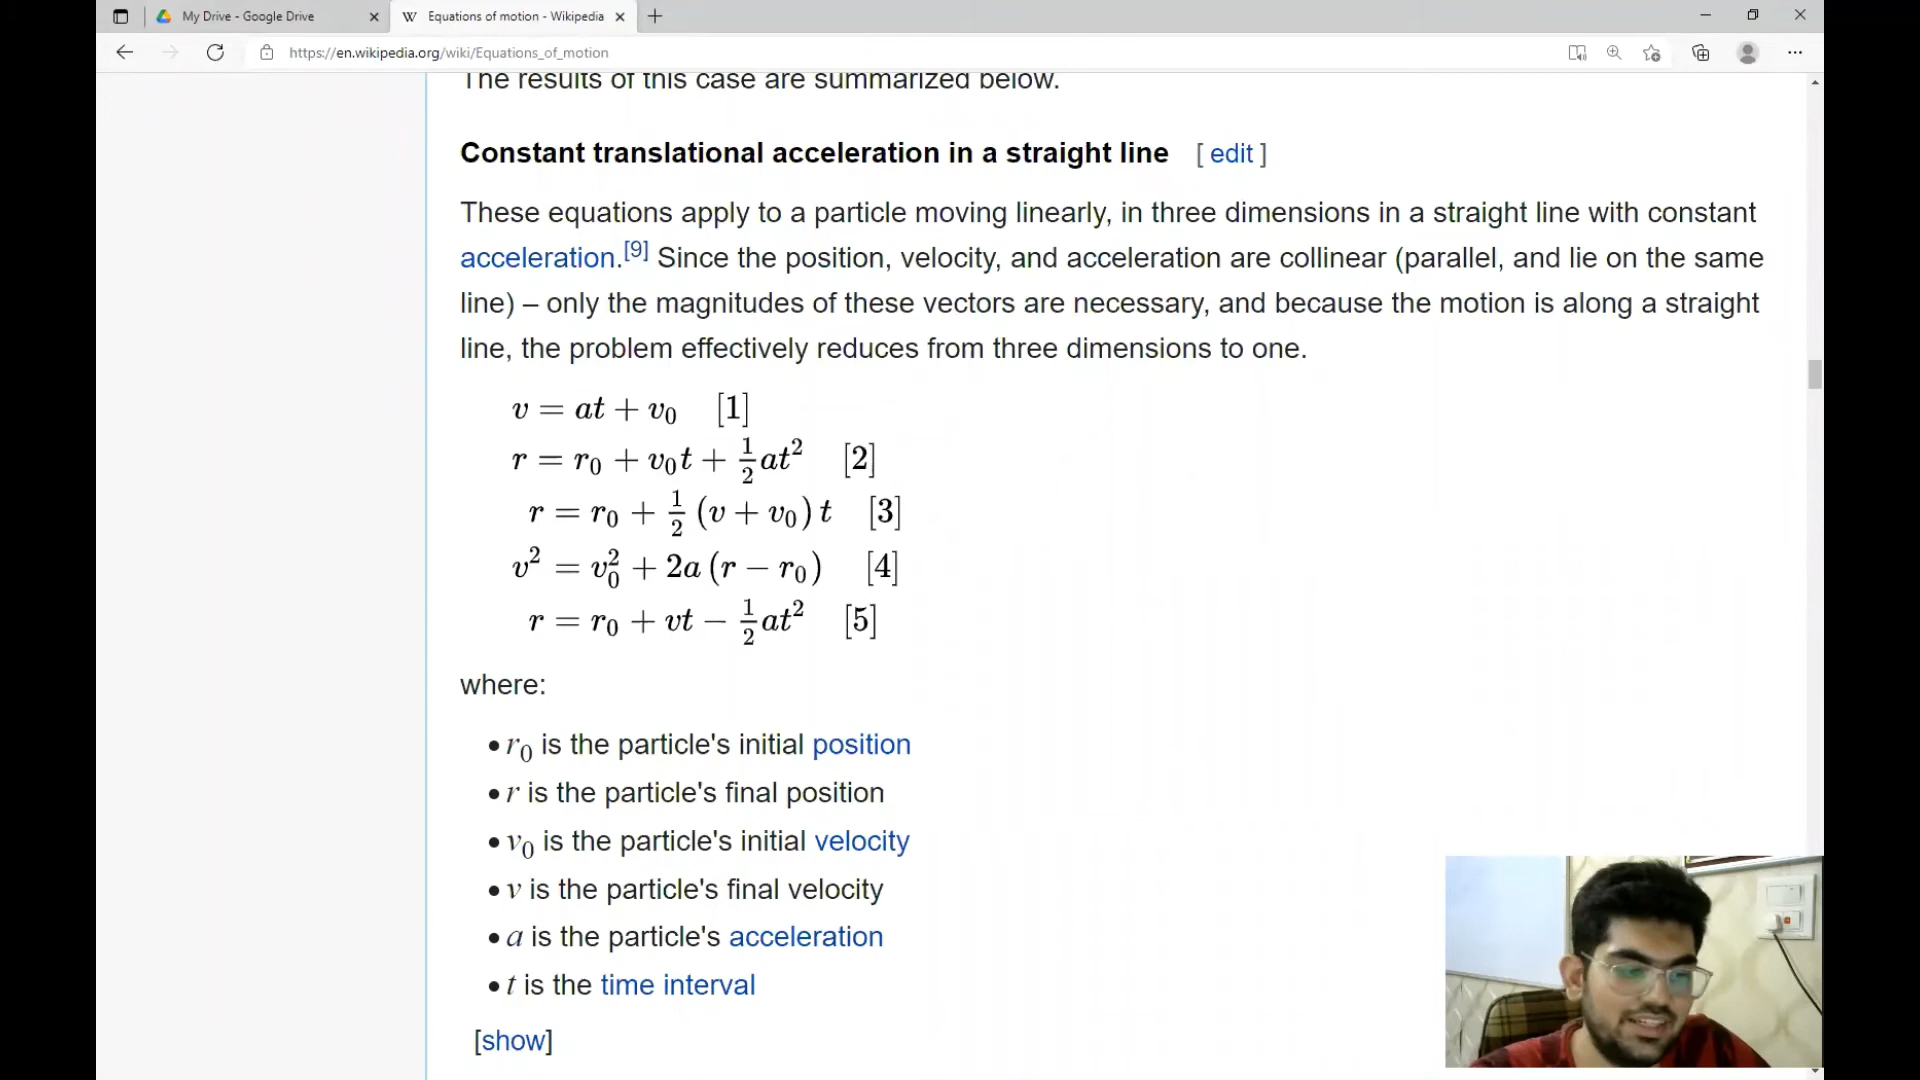 My Drive - Google Drive
Equations of motion - Wikipedia
https://en.wikipedia.org/wiki/Equations_of_motion
The results of this case are summarized below.
Constant translational acceleration in a straight line [ edit ]
These equations apply to a particle moving linearly, in three dimensions in a straight line with constant
acceleration.[9] Since the position, velocity, and acceleration are collinear (parallel, and lie on the same
line) – only the magnitudes of these vectors are necessary, and because the motion is along a straight
line, the problem effectively reduces from three dimensions to one.
v = at + v₀ [1]
r = r₀ + v₀t + ½at² [2]
r = r₀ + ½ (v + v₀) t [3]
v² = v₀² + 2a (r − r₀) [4]
r = r₀ + vt − ½at² [5]
where:
• r₀ is the particle's initial position
• r is the particle's final position
• v₀ is the particle's initial velocity
• v is the particle's final velocity
• a is the particle's acceleration
• t is the time interval
[show]